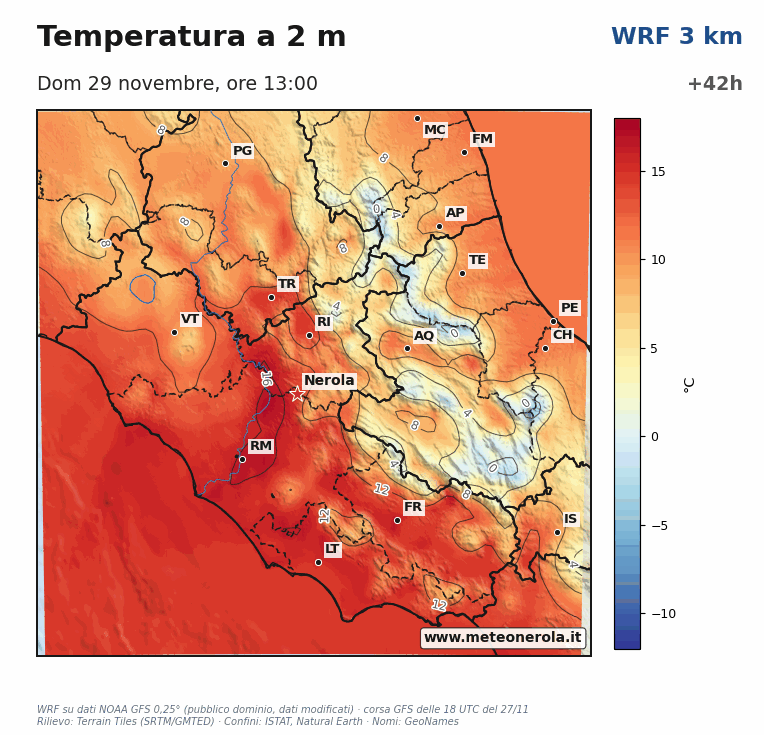 Temperatura a 2 m
WRF 3 km
Dom 29 novembre, ore 13:00
+42h
8
MC
FM
PG
8
0
4
AP
8
8
8
TE
TR
4
PE
VT
RI
0
CH
AQ
16
Nerola
0
4
8
RM
4
0
12
8
12
FR
IS
LT
4
12
www.meteonerola.it
15
10
5
0
−5
−10
°C
WRF su dati NOAA GFS 0,25° (pubblico dominio, dati modificati) · corsa GFS delle 18 UTC del 27/11
Rilievo: Terrain Tiles (SRTM/GMTED) · Confini: ISTAT, Natural Earth · Nomi: GeoNames